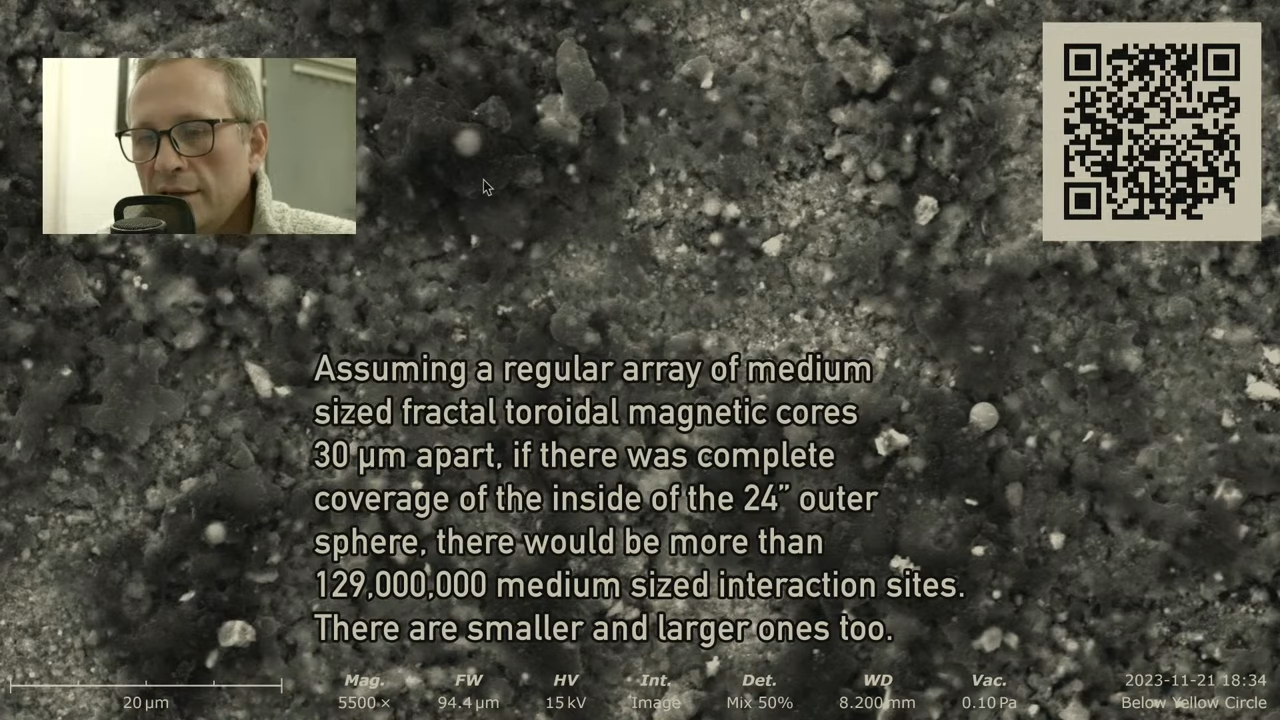 Assuming a regular array of medium
sized fractal toroidal magnetic cores
30 µm apart, if there was complete
coverage of the inside of the 24” outer
sphere, there would be more than
129,000,000 medium sized interaction sites.
There are smaller and larger ones too.
20 µm
Mag. FW HV Int. Det. WD Vac. 2023-11-21 18:34
5500 × 94.4 µm 15 kV Image Mix 50% 8.200 mm 0.10 Pa Below Yellow Circle